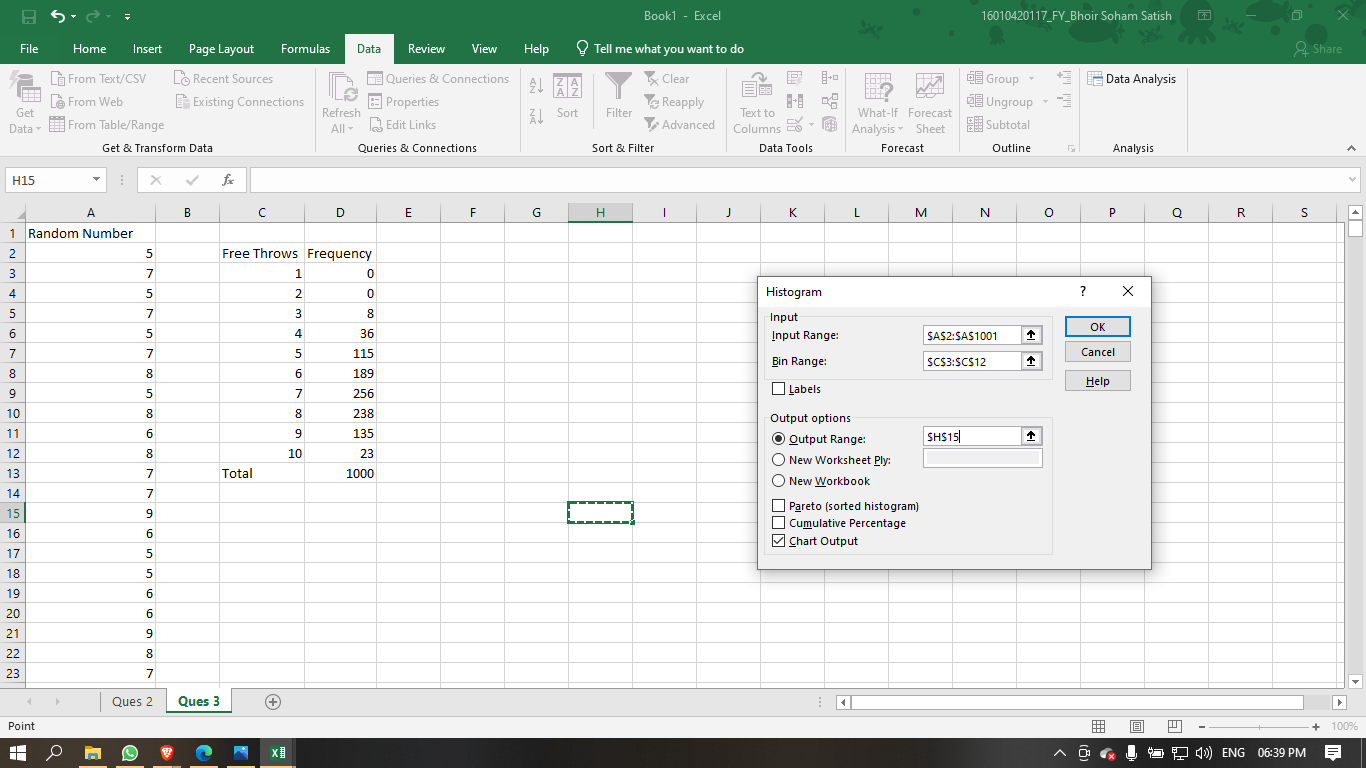 Book1 - Excel
16010420117_FY_Bhoir Soham Satish
File Home Insert Page Layout Formulas Data Review View Help Tell me what you want to do Share
Get Data
From Text/CSV
From Web
From Table/Range
Recent Sources
Existing Connections
Get & Transform Data
Refresh All
Queries & Connections
Properties
Edit Links
Queries & Connections
Sort
Filter
Clear
Reapply
Advanced
Sort & Filter
Text to Columns
Data Tools
What-If Analysis
Forecast Sheet
Forecast
Group
Ungroup
Subtotal
Outline
Data Analysis
Analysis
H15 fx
A B C D E F G H I J K L M N O P Q R S
1 Random Number
2 5 Free Throws Frequency
3 7 1 0
4 5 2 0
5 7 3 8
6 5 4 36
7 7 5 115
8 8 6 189
9 5 7 256
10 8 8 238
11 6 9 135
12 8 10 23
13 7 Total 1000
14 7
15 9
16 6
17 5
18 5
19 6
20 6
21 9
22 8
23 7
Histogram ?
Input
Input Range: $A$2:$A$1001
Bin Range: $C$3:$C$12
Labels
OK
Cancel
Help
Output options
Output Range: $H$15
New Worksheet Ply:
New Workbook
Pareto (sorted histogram)
Cumulative Percentage
Chart Output
Ques 2 Ques 3
Point 100%
ENG 06:39 PM